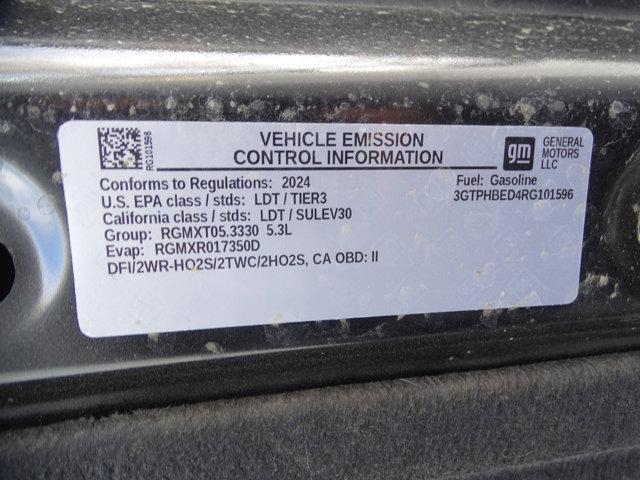 RG101596
VEHICLE EMISSION
CONTROL INFORMATION
gm
GENERAL
MOTORS
LLC
Conforms to Regulations: 2024
Fuel: Gasoline
U.S. EPA class / stds: LDT / TIER3
3GTPHBED4RG101596
California class / stds: LDT / SULEV30
Group: RGMXT05.3330 5.3L
Evap: RGMXR017350D
DFI/2WR-HO2S/2TWC/2HO2S, CA OBD: II